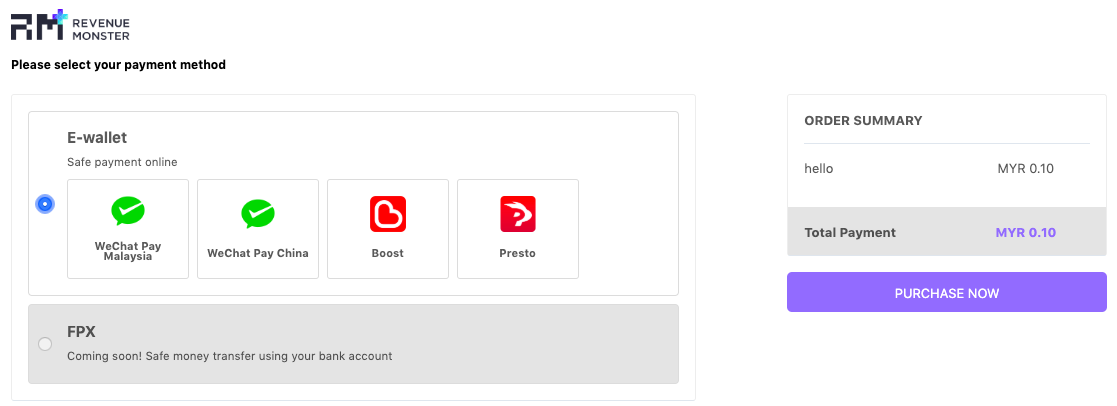 RM REVENUE
MONSTER
Please select your payment method
E-wallet
Safe payment online
WeChat Pay
Malaysia
WeChat Pay China
Boost
Presto
FPX
Coming soon! Safe money transfer using your bank account
ORDER SUMMARY
hello MYR 0.10
Total Payment MYR 0.10
PURCHASE NOW